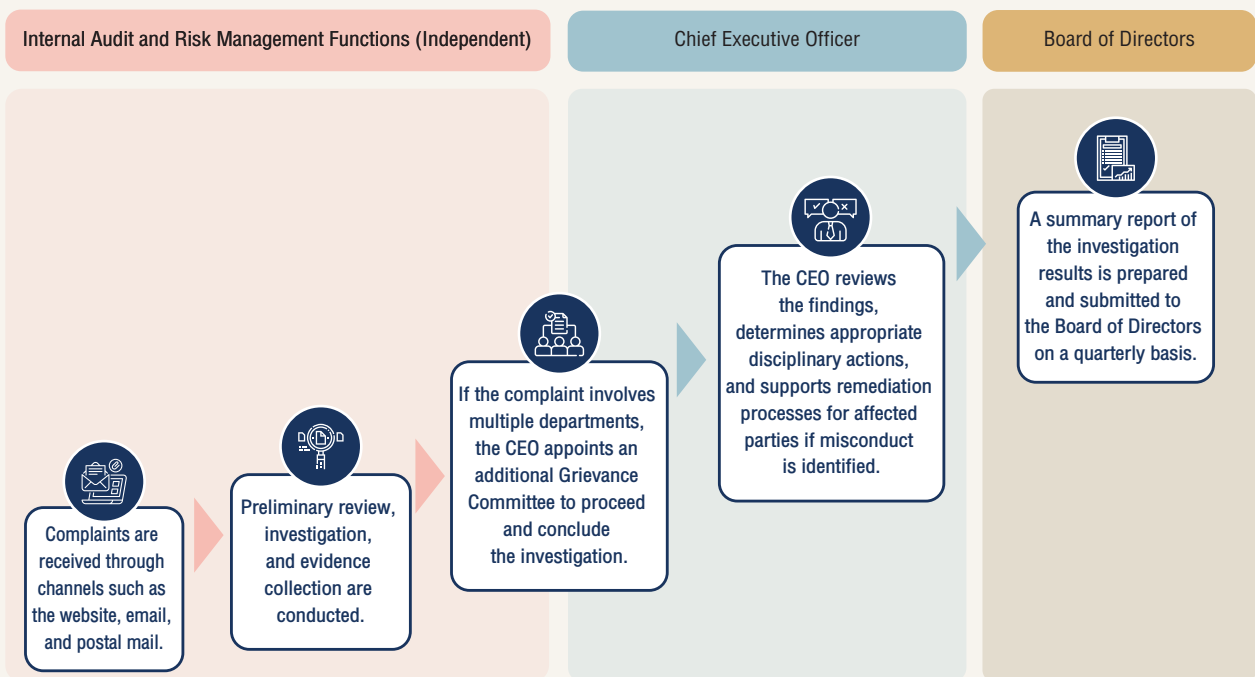 Internal Audit and Risk Management Functions (Independent)
Chief Executive Officer
Board of Directors
Complaints are
received through
channels such as
the website, email,
and postal mail.
Preliminary review,
investigation,
and evidence
collection are
conducted.
If the complaint involves
multiple departments,
the CEO appoints an
additional Grievance
Committee to proceed
and conclude
the investigation.
The CEO reviews
the findings,
determines appropriate
disciplinary actions,
and supports remediation
processes for affected
parties if misconduct
is identified.
A summary report of
the investigation
results is prepared
and submitted to
the Board of Directors
on a quarterly basis.